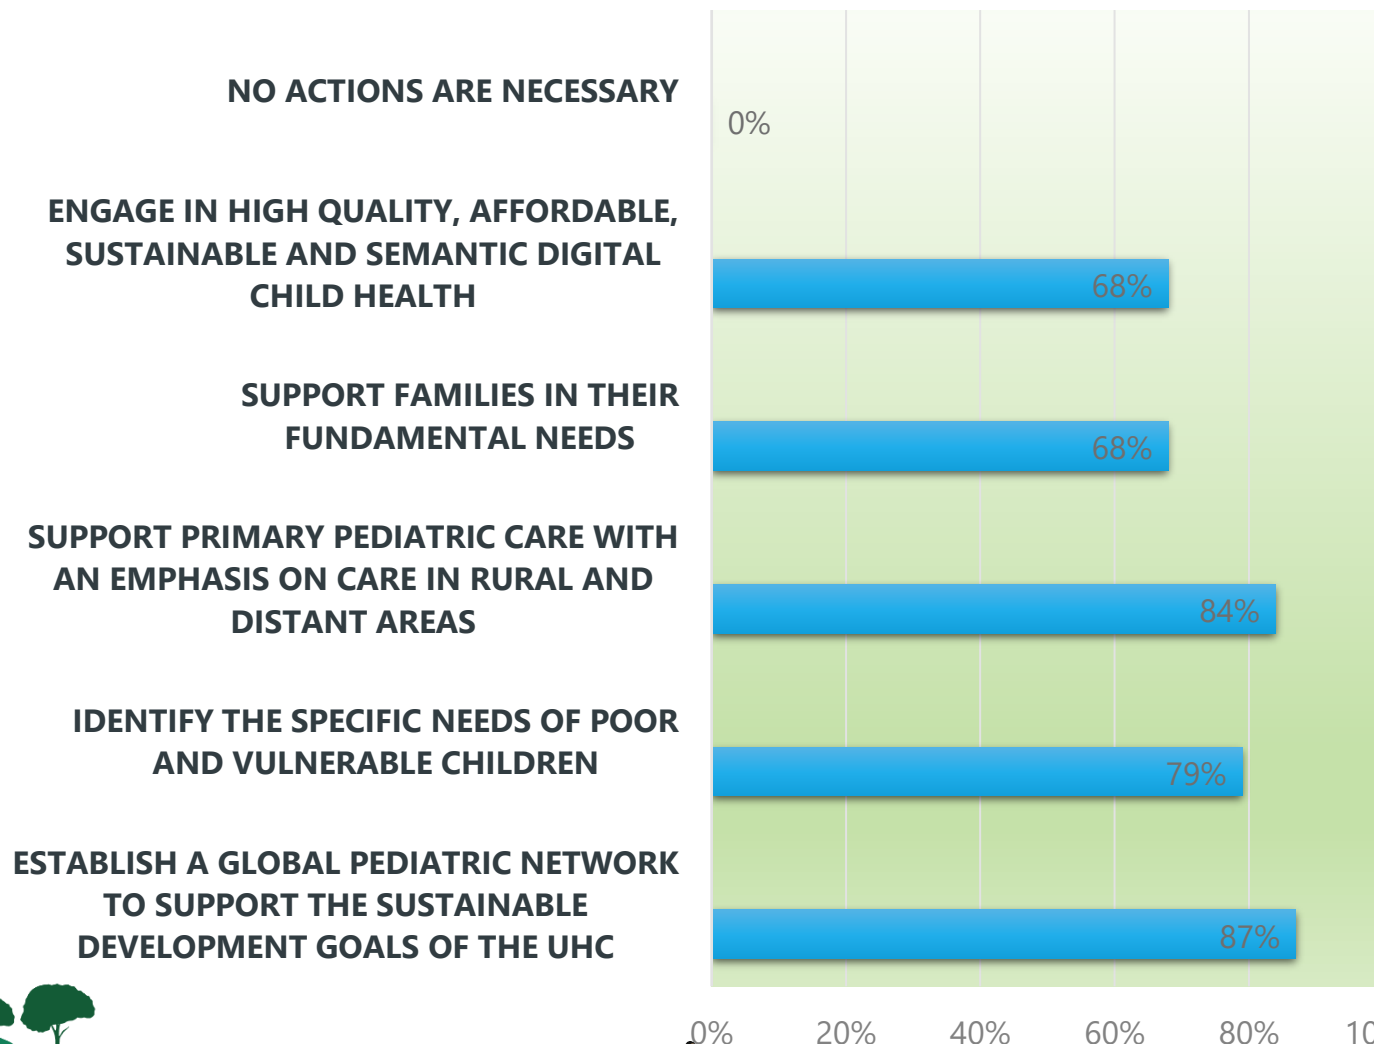 NO ACTIONS ARE NECESSARY
0%
ENGAGE IN HIGH QUALITY, AFFORDABLE,
SUSTAINABLE AND SEMANTIC DIGITAL
CHILD HEALTH
68%
SUPPORT FAMILIES IN THEIR
FUNDAMENTAL NEEDS
68%
SUPPORT PRIMARY PEDIATRIC CARE WITH
AN EMPHASIS ON CARE IN RURAL AND
DISTANT AREAS
84%
IDENTIFY THE SPECIFIC NEEDS OF POOR
AND VULNERABLE CHILDREN
79%
ESTABLISH A GLOBAL PEDIATRIC NETWORK
TO SUPPORT THE SUSTAINABLE
DEVELOPMENT GOALS OF THE UHC
87%
0% 20% 40% 60% 80%